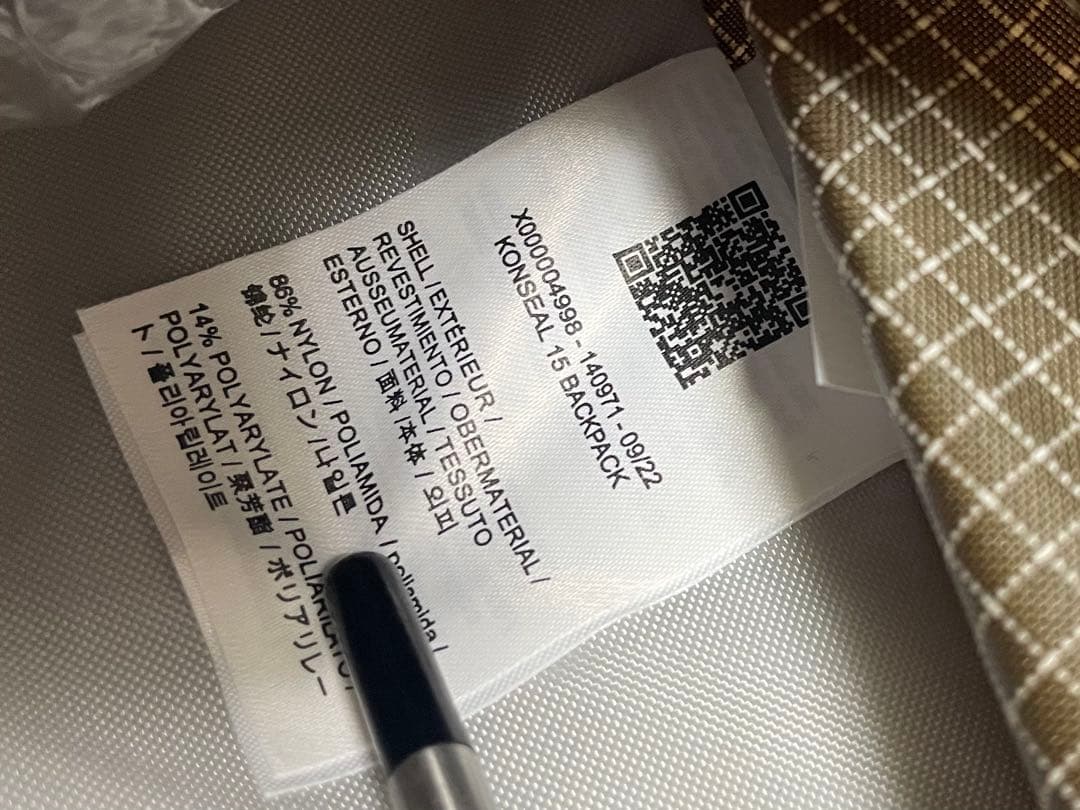 X000004998 - 140971 - 09/22
KONSEAL 15 BACKPACK
SHELL / EXTÉRIEUR /
REVESTIMIENTO / OBERMATERIAL /
AUSSEUMATERIAL / TESSUTO
ESTERNO / 面料 / 本体 / 외피
86% NYLON / POLIAMIDA / poliamida /
锦纶 / ナイロン / 나일론
14% POLYARYLATE / POLIARILATO /
POLYARYLAT / 聚芳酯 / ポリアリレー
ト / 폴리아릴레이트